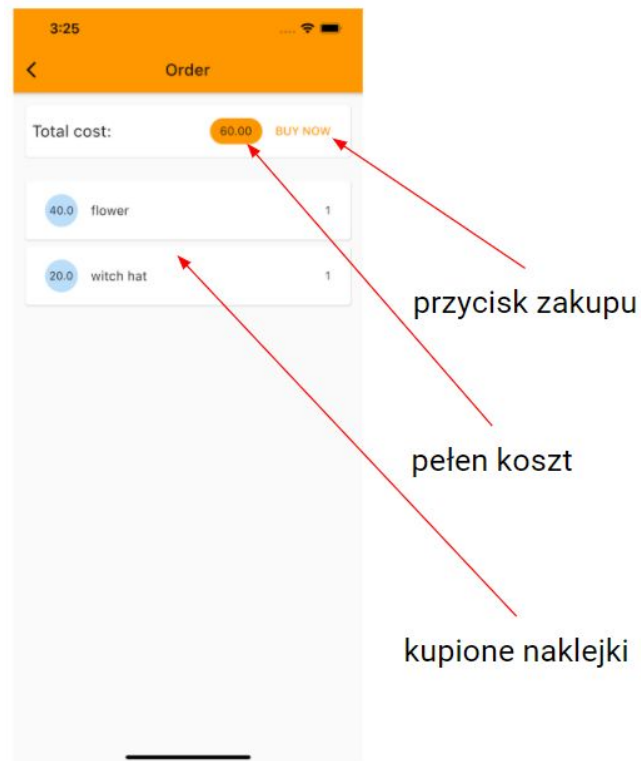 3:25
Order
Total cost: 60.00 BUY NOW
40.0 flower 1
20.0 witch hat 1
przycisk zakupu
pełen koszt
kupione naklejki